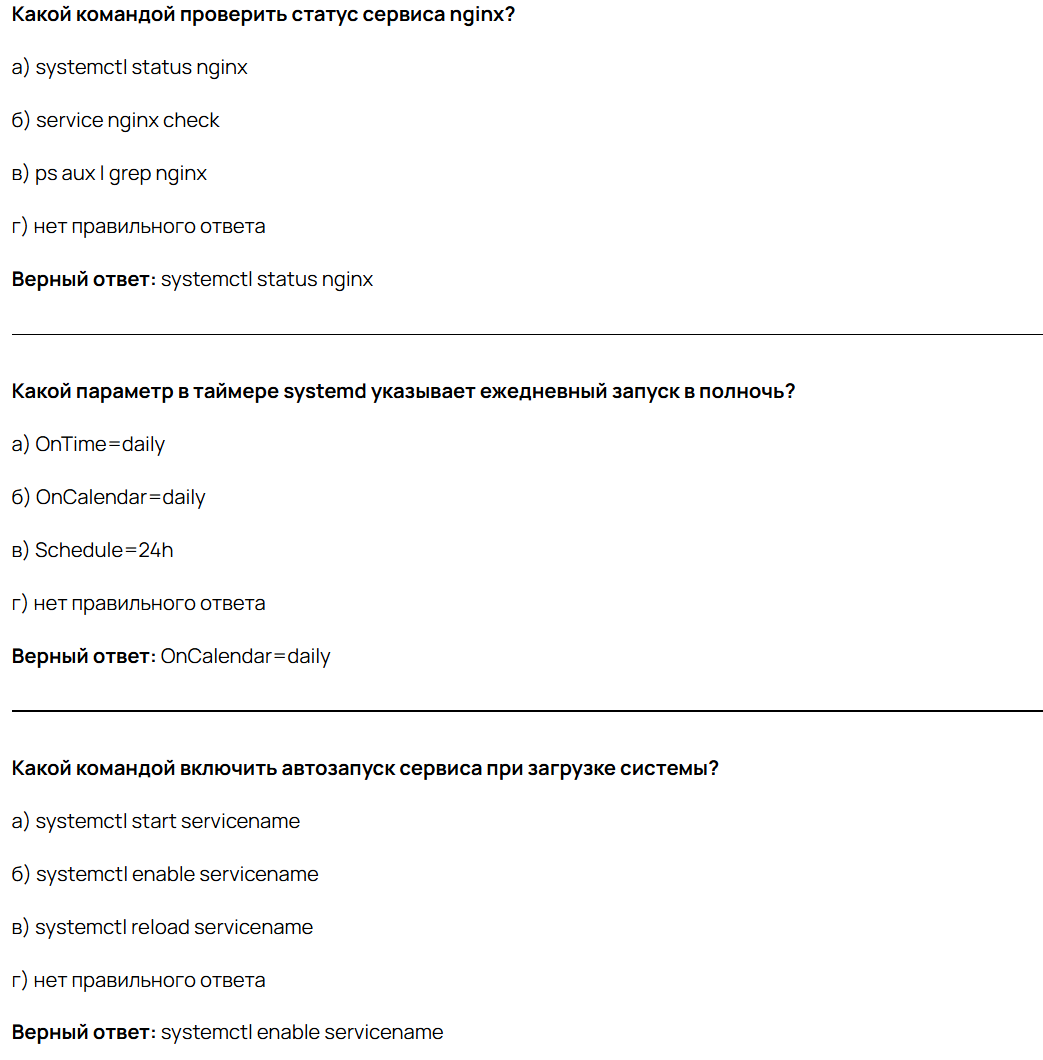 Какой командой проверить статус сервиса nginx?
а) systemctl status nginx
б) service nginx check
в) ps aux | grep nginx
г) нет правильного ответа
Верный ответ: systemctl status nginx
Какой параметр в таймере systemd указывает ежедневный запуск в полночь?
а) OnTime=daily
б) OnCalendar=daily
в) Schedule=24h
г) нет правильного ответа
Верный ответ: OnCalendar=daily
Какой командой включить автозапуск сервиса при загрузке системы?
а) systemctl start servicename
б) systemctl enable servicename
в) systemctl reload servicename
г) нет правильного ответа
Верный ответ: systemctl enable servicename